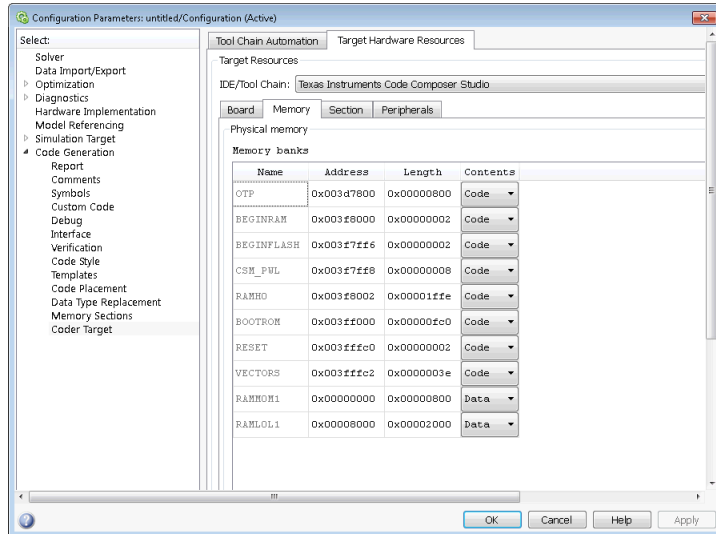 Configuration Parameters: untitled/Configuration (Active)
Select:
Solver
Data Import/Export
Optimization
Diagnostics
Hardware Implementation
Model Referencing
Simulation Target
Code Generation
Report
Comments
Symbols
Custom Code
Debug
Interface
Verification
Code Style
Templates
Code Placement
Data Type Replacement
Memory Sections
Coder Target
Tool Chain Automation Target Hardware Resources
Target Resources
IDE/Tool Chain: Texas Instruments Code Composer Studio
Board Memory Section Peripherals
Physical memory
Memory banks
Name Address Length Contents
OTP 0x003d7800 0x00000800 Code
BEGINRAM 0x003f8000 0x00000002 Code
BEGINFLASH 0x003f7ff6 0x00000002 Code
CSM_PWL 0x003f7ff8 0x00000008 Code
RAMH0 0x003f8002 0x00001ffe Code
BOOTROM 0x003ff000 0x00000fc0 Code
RESET 0x003fffc0 0x00000002 Code
VECTORS 0x003fffc2 0x0000003e Code
RAMM0M1 0x00000000 0x00000800 Data
RAML0L1 0x00008000 0x00002000 Data
OK Cancel Help Apply